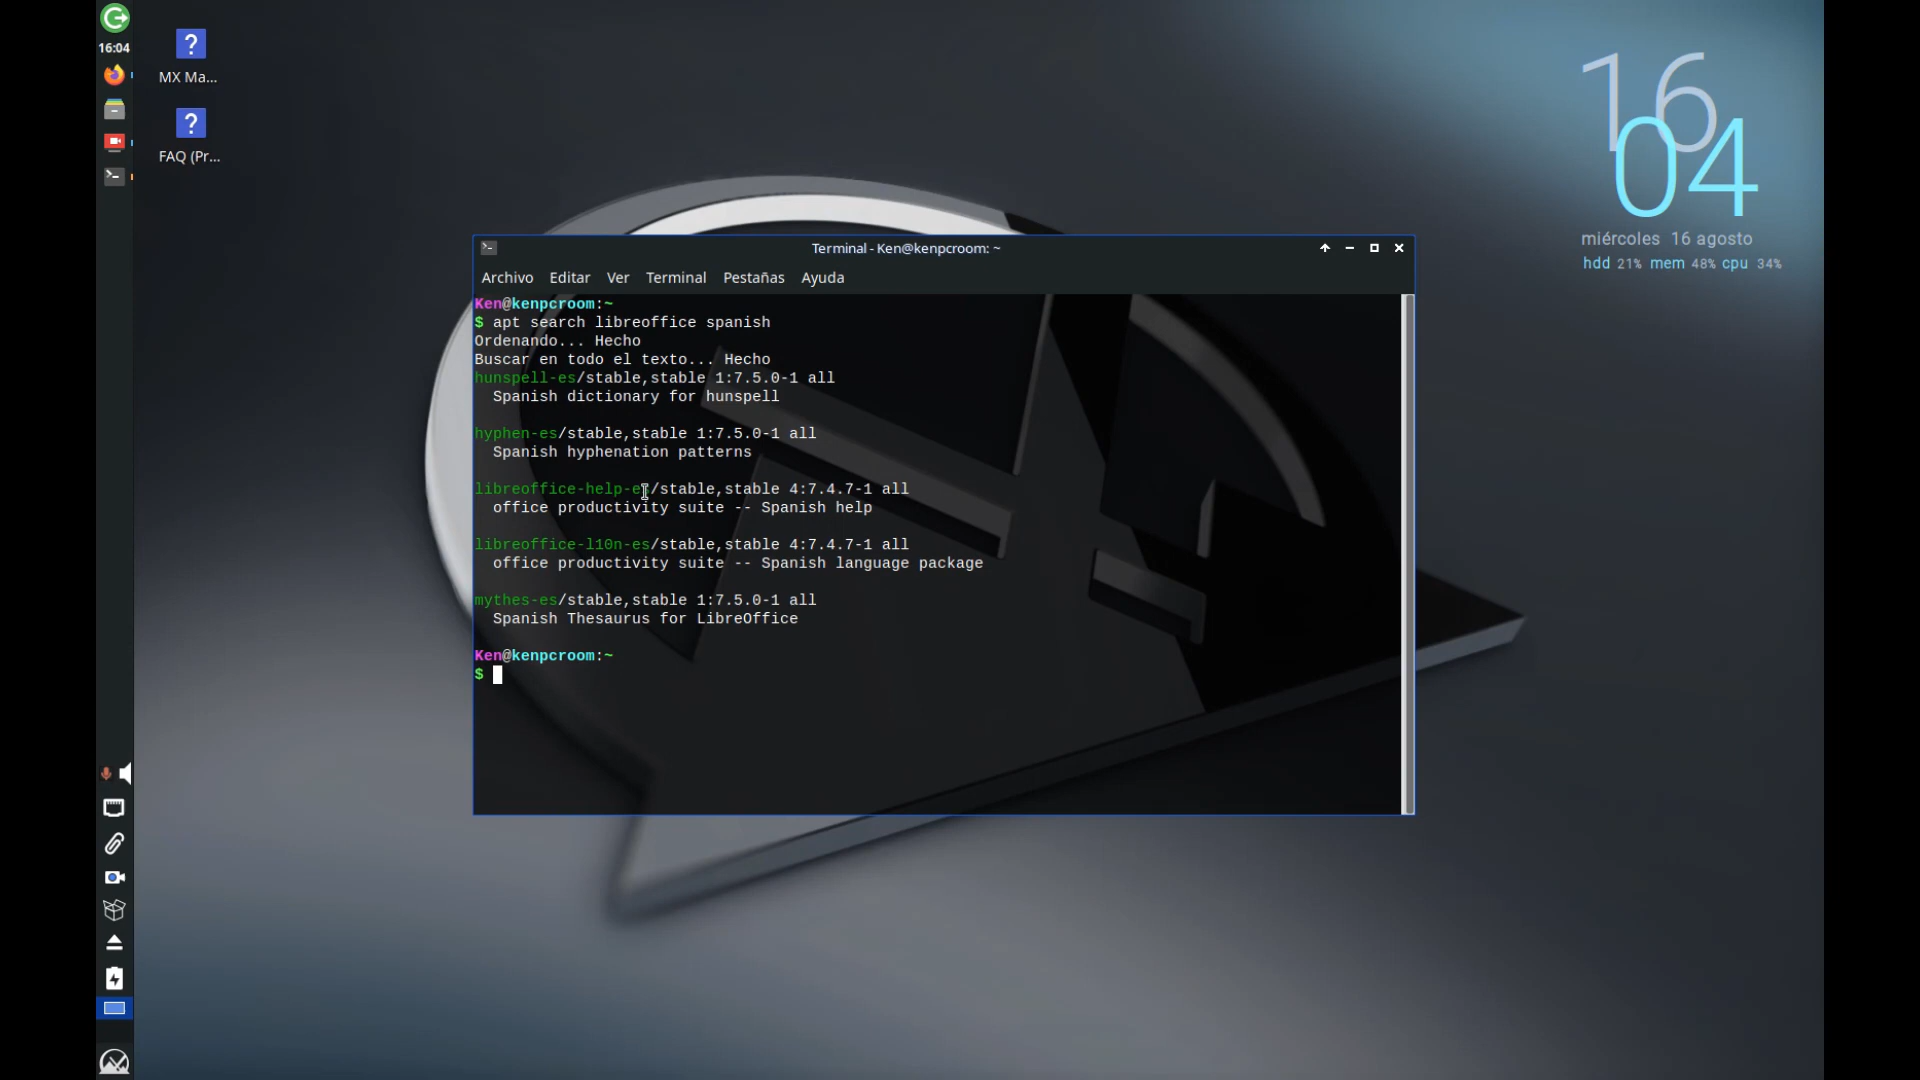 16:04
MX Ma...
FAQ (Pr...
16
04
miércoles 16 agosto
hdd 21% mem 48% cpu 34%
Terminal - Ken@kenpcroom: ~
Archivo Editar Ver Terminal Pestañas Ayuda
Ken@kenpcroom:~
$ apt search libreoffice spanish
Ordenando... Hecho
Buscar en todo el texto... Hecho
hunspell-es/stable,stable 1:7.5.0-1 all
Spanish dictionary for hunspell
hyphen-es/stable,stable 1:7.5.0-1 all
Spanish hyphenation patterns
libreoffice-help-es/stable,stable 4:7.4.7-1 all
office productivity suite -- Spanish help
libreoffice-l10n-es/stable,stable 4:7.4.7-1 all
office productivity suite -- Spanish language package
mythes-es/stable,stable 1:7.5.0-1 all
Spanish Thesaurus for LibreOffice
Ken@kenpcroom:~
$